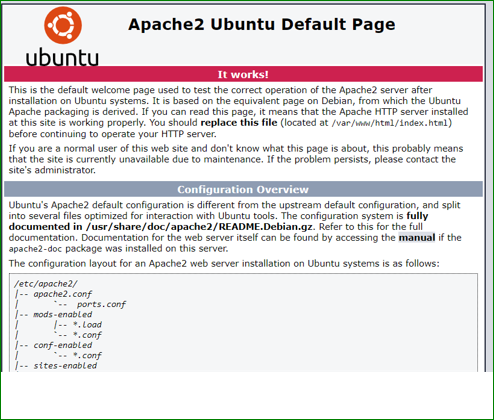 Apache2 Ubuntu Default Page
ubuntu
It works!
This is the default welcome page used to test the correct operation of the Apache2 server after
installation on Ubuntu systems. It is based on the equivalent page on Debian, from which the Ubuntu
Apache packaging is derived. If you can read this page, it means that the Apache HTTP server installed
at this site is working properly. You should replace this file (located at /var/www/html/index.html)
before continuing to operate your HTTP server.
If you are a normal user of this web site and don't know what this page is about, this probably means
that the site is currently unavailable due to maintenance. If the problem persists, please contact the
site's administrator.
Configuration Overview
Ubuntu's Apache2 default configuration is different from the upstream default configuration, and split
into several files optimized for interaction with Ubuntu tools. The configuration system is fully
documented in /usr/share/doc/apache2/README.Debian.gz. Refer to this for the full
documentation. Documentation for the web server itself can be found by accessing the manual if the
apache2-doc package was installed on this server.
The configuration layout for an Apache2 web server installation on Ubuntu systems is as follows:
/etc/apache2/
|-- apache2.conf
|       `--  ports.conf
|-- mods-enabled
|       |-- *.load
|       `-- *.conf
|-- conf-enabled
|       `-- *.conf
|-- sites-enabled